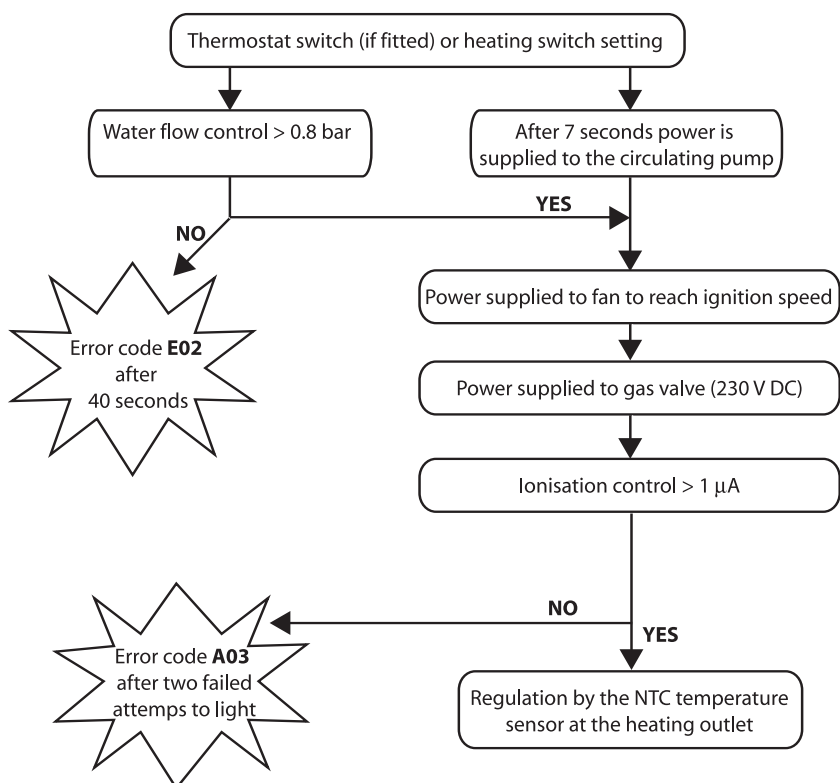 Thermostat switch (if fitted) or heating switch setting
Water flow control > 0.8 bar
After 7 seconds power is
supplied to the circulating pump
YES
NO
Error code E02
after
40 seconds
Power supplied to fan to reach ignition speed
Power supplied to gas valve (230 V DC)
Ionisation control > 1 μA
NO
YES
Error code A03
after two failed
attemps to light
Regulation by the NTC temperature
sensor at the heating outlet